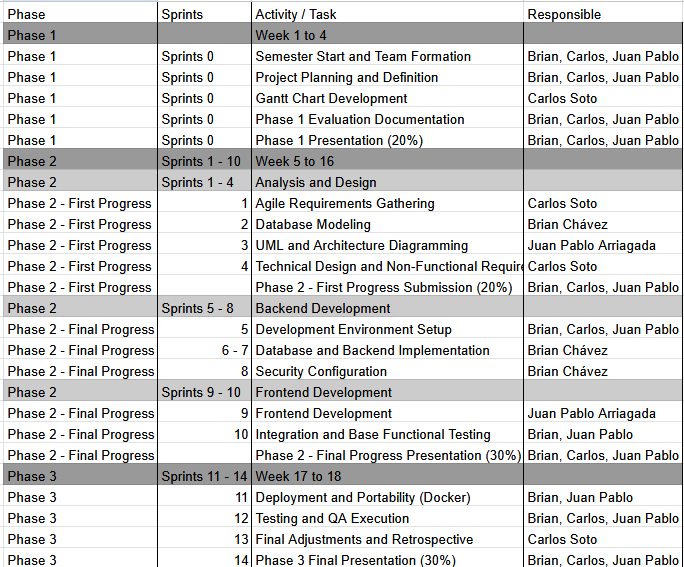 Phase Sprints Activity / Task Responsible
Phase 1 Week 1 to 4
Phase 1 Sprints 0 Semester Start and Team Formation Brian, Carlos, Juan Pablo
Phase 1 Sprints 0 Project Planning and Definition Brian, Carlos, Juan Pablo
Phase 1 Sprints 0 Gantt Chart Development Carlos Soto
Phase 1 Sprints 0 Phase 1 Evaluation Documentation Brian, Carlos, Juan Pablo
Phase 1 Sprints 0 Phase 1 Presentation (20%) Brian, Carlos, Juan Pablo
Phase 2 Sprints 1 - 10 Week 5 to 16
Phase 2 Sprints 1 - 4 Analysis and Design
Phase 2 - First Progress 1 Agile Requirements Gathering Carlos Soto
Phase 2 - First Progress 2 Database Modeling Brian Chávez
Phase 2 - First Progress 3 UML and Architecture Diagramming Juan Pablo Arriagada
Phase 2 - First Progress 4 Technical Design and Non-Functional Require Carlos Soto
Phase 2 - First Progress Phase 2 - First Progress Submission (20%) Brian, Carlos, Juan Pablo
Phase 2 Sprints 5 - 8 Backend Development
Phase 2 - Final Progress 5 Development Environment Setup Brian, Carlos, Juan Pablo
Phase 2 - Final Progress 6 - 7 Database and Backend Implementation Brian Chávez
Phase 2 - Final Progress 8 Security Configuration Brian Chávez
Phase 2 Sprints 9 - 10 Frontend Development
Phase 2 - Final Progress 9 Frontend Development Juan Pablo Arriagada
Phase 2 - Final Progress 10 Integration and Base Functional Testing Brian, Juan Pablo
Phase 2 - Final Progress Phase 2 - Final Progress Presentation (30%) Brian, Carlos, Juan Pablo
Phase 3 Sprints 11 - 14 Week 17 to 18
Phase 3 11 Deployment and Portability (Docker) Brian, Juan Pablo
Phase 3 12 Testing and QA Execution Brian, Carlos, Juan Pablo
Phase 3 13 Final Adjustments and Retrospective Carlos Soto
Phase 3 14 Phase 3 Final Presentation (30%) Brian, Carlos, Juan Pablo